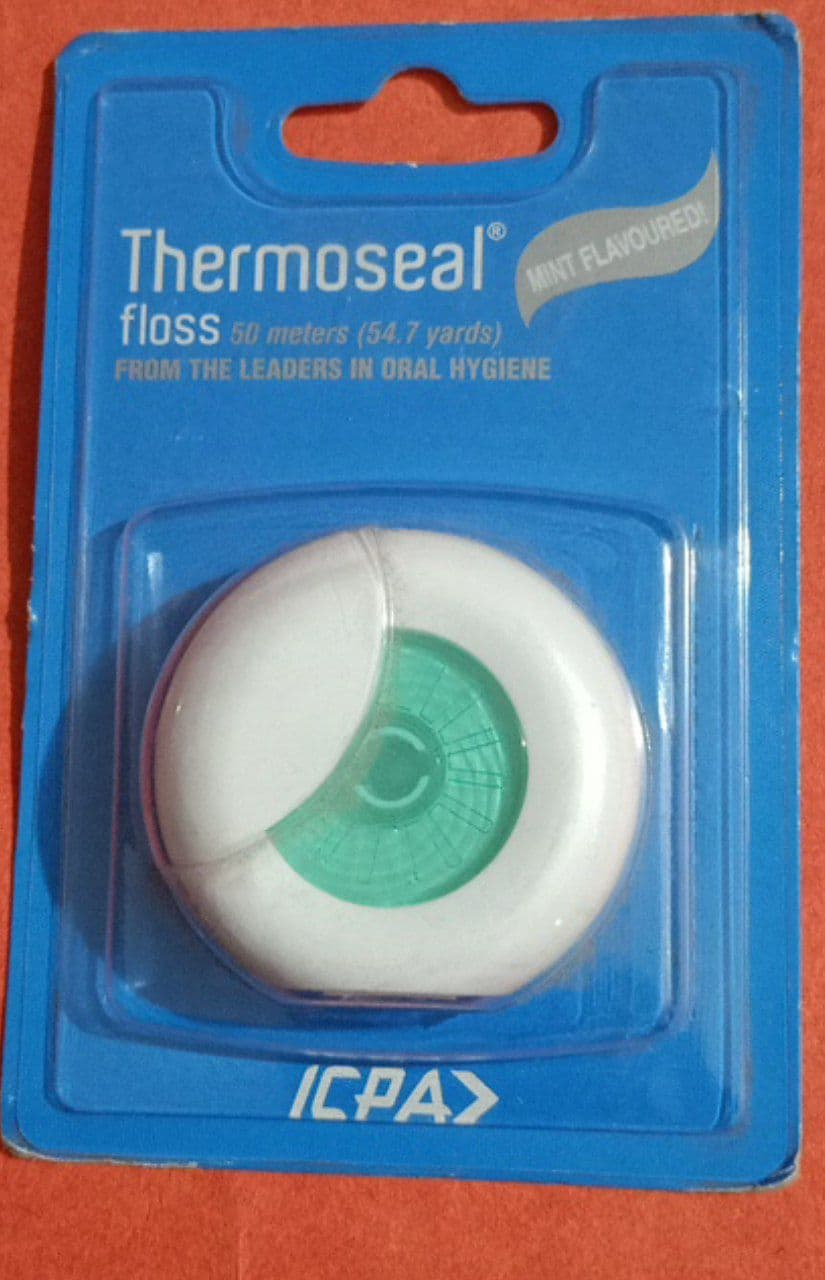 Thermoseal®
MINT FLAVOURED!
floss 50 meters (54.7 yards)
FROM THE LEADERS IN ORAL HYGIENE
ICPA